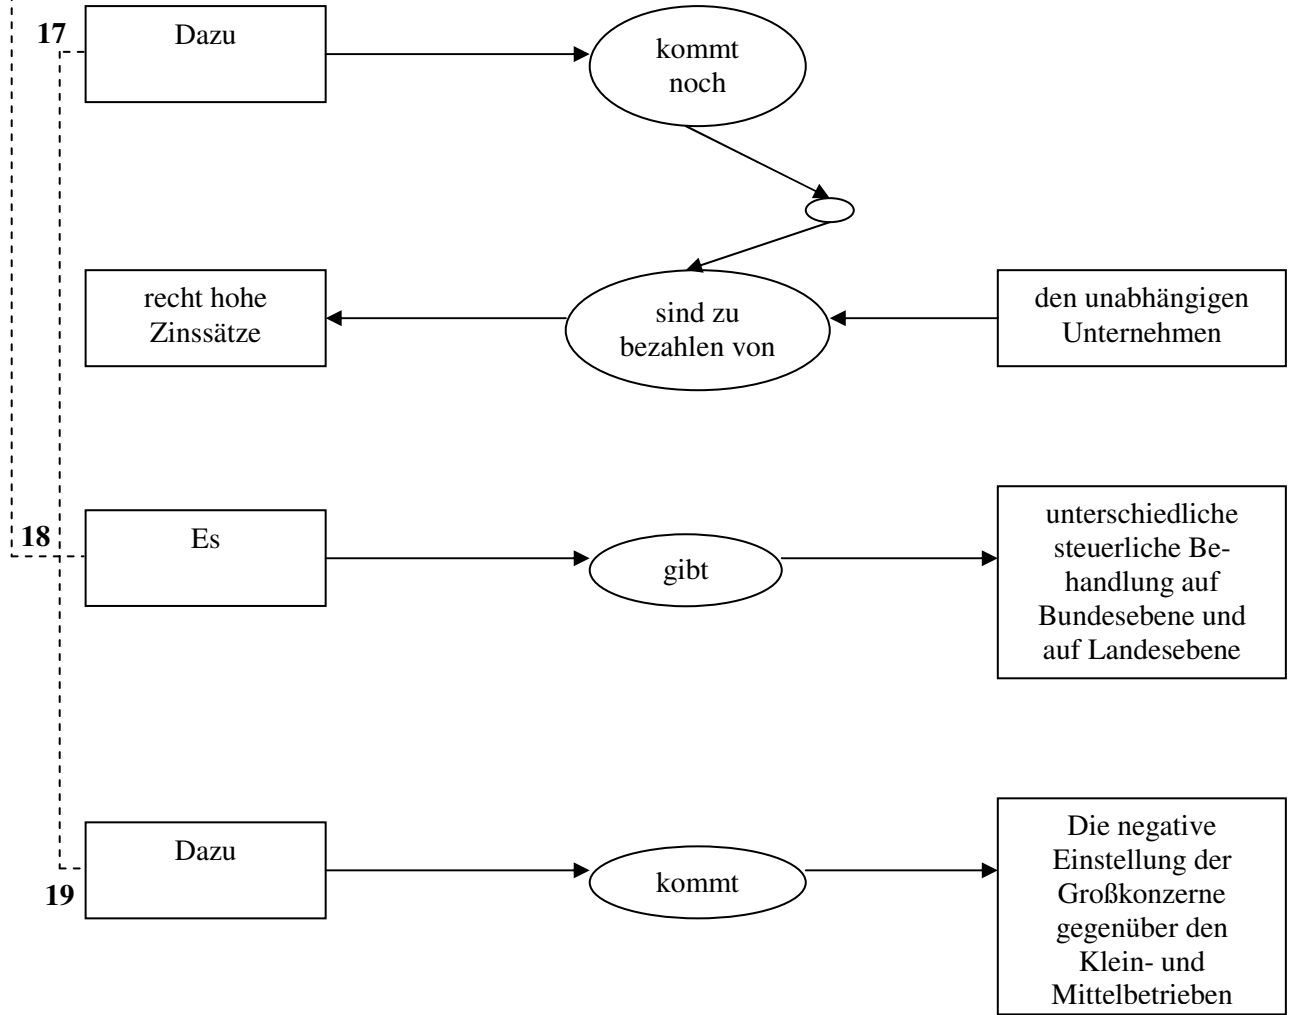 17
Dazu
kommt
noch
recht hohe
Zinssätze
sind zu
bezahlen von
den unabhängigen
Unternehmen
18
Es
gibt
unterschiedliche
steuerliche Be-
handlung auf
Bundesebene und
auf Landesebene
19
Dazu
kommt
Die negative
Einstellung der
Großkonzerne
gegenüber den
Klein- und
Mittelbetrieben